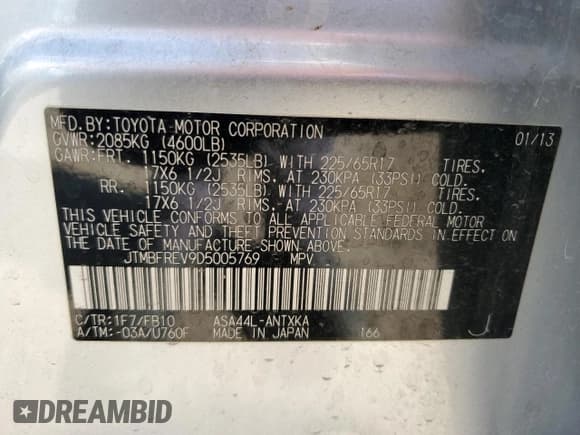 MFD.BY:TOYOTA MOTOR CORPORATION 01/13
GVWR:2085KG (4600LB)
GAWR:FRT. 1150KG (2535LB) WITH 225/65R17 TIRES.
17X6 1/2J RIMS. AT 230KPA (33PSI) COLD.
RR. 1150KG (2535LB) WITH 225/65R17 TIRES.
17X6 1/2J RIMS. AT 230KPA (33PSI) COLD.
THIS VEHICLE CONFORMS TO ALL APPLICABLE FEDERAL MOTOR
VEHICLE SAFETY AND THEFT PREVENTION STANDARDS IN EFFECT ON
THE DATE OF MANUFACTURE SHOWN ABOVE.
JTMBFREV9D5005769 MPV
C/TR:1F7/FB10 ASA44L-ANTXKA
A/TM:-03A/U760F MADE IN JAPAN 166 J
DREAMBID